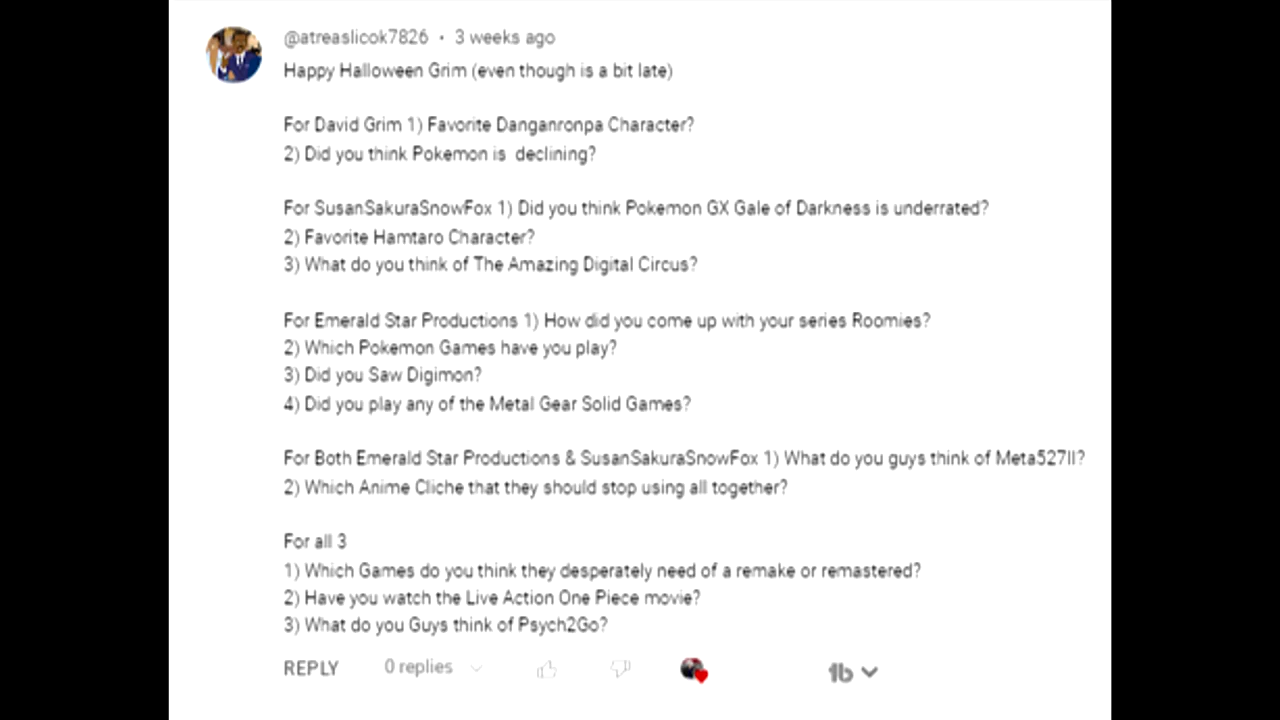 @atreaslicok7826 • 3 weeks ago
Happy Halloween Grim (even though is a bit late)
For David Grim 1) Favorite Danganronpa Character?
2) Did you think Pokemon is  declining?
For SusanSakuraSnowFox 1) Did you think Pokemon GX Gale of Darkness is underrated?
2) Favorite Hamtaro Character?
3) What do you think of The Amazing Digital Circus?
For Emerald Star Productions 1) How did you come up with your series Roomies?
2) Which Pokemon Games have you play?
3) Did you Saw Digimon?
4) Did you play any of the Metal Gear Solid Games?
For Both Emerald Star Productions & SusanSakuraSnowFox 1) What do you guys think of Meta527II?
2) Which Anime Cliche that they should stop using all together?
For all 3
1) Which Games do you think they desperately need of a remake or remastered?
2) Have you watch the Live Action One Piece movie?
3) What do you Guys think of Psych2Go?
REPLY 0 replies tb